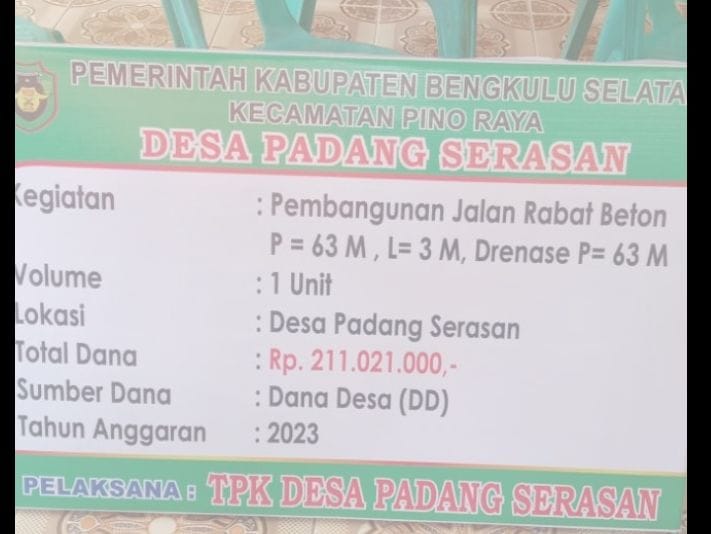 PEMERINTAH KABUPATEN BENGKULU SELATA
KECAMATAN PINO RAYA
DESA PADANG SERASAN
Kegiatan : Pembangunan Jalan Rabat Beton
P = 63 M , L= 3 M, Drenase P= 63 M
Volume : 1 Unit
Lokasi : Desa Padang Serasan
Total Dana : Rp. 211.021.000,-
Sumber Dana : Dana Desa (DD)
Tahun Anggaran : 2023
PELAKSANA : TPK DESA PADANG SERASAN